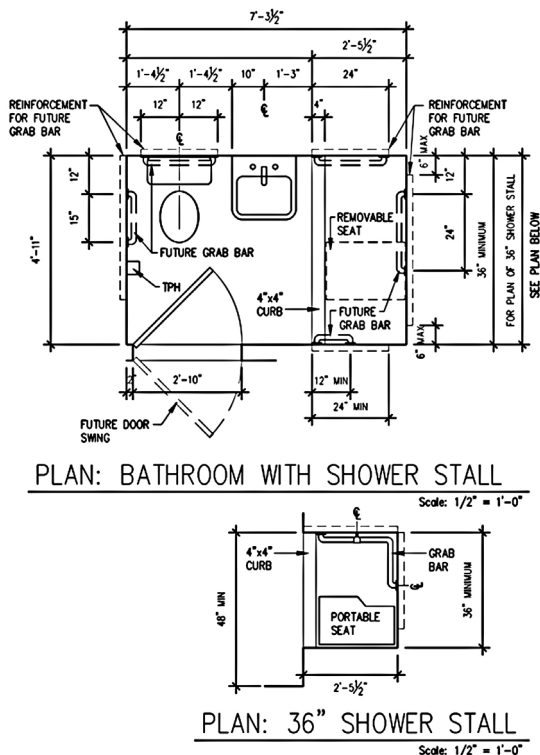 7'-3½"
2'-5½"
1'-4½"
1'-4½"
10"
1'-3"
24"
REINFORCEMENT
FOR FUTURE
GRAB BAR
12"
12"
℄
℄
4"
REINFORCEMENT
FOR FUTURE
GRAB BAR
6" MAX
12"
15"
4'-11"
12"
24"
36" MINIMUM
FOR PLAN OF 36" SHOWER STALL
SEE PLAN BELOW
REMOVABLE
SEAT
FUTURE GRAB BAR
TPH
4"x4"
CURB
FUTURE
GRAB BAR
6" MAX
2"
2'-10"
12" MIN
24" MIN
FUTURE DOOR
SWING
PLAN: BATHROOM WITH SHOWER STALL
Scale: 1/2" = 1'-0"
℄
4"x4"
CURB
GRAB
BAR
℄
48" MIN
36" MINIMUM
PORTABLE
SEAT
2'-5½"
PLAN: 36" SHOWER STALL
Scale: 1/2" = 1'-0"